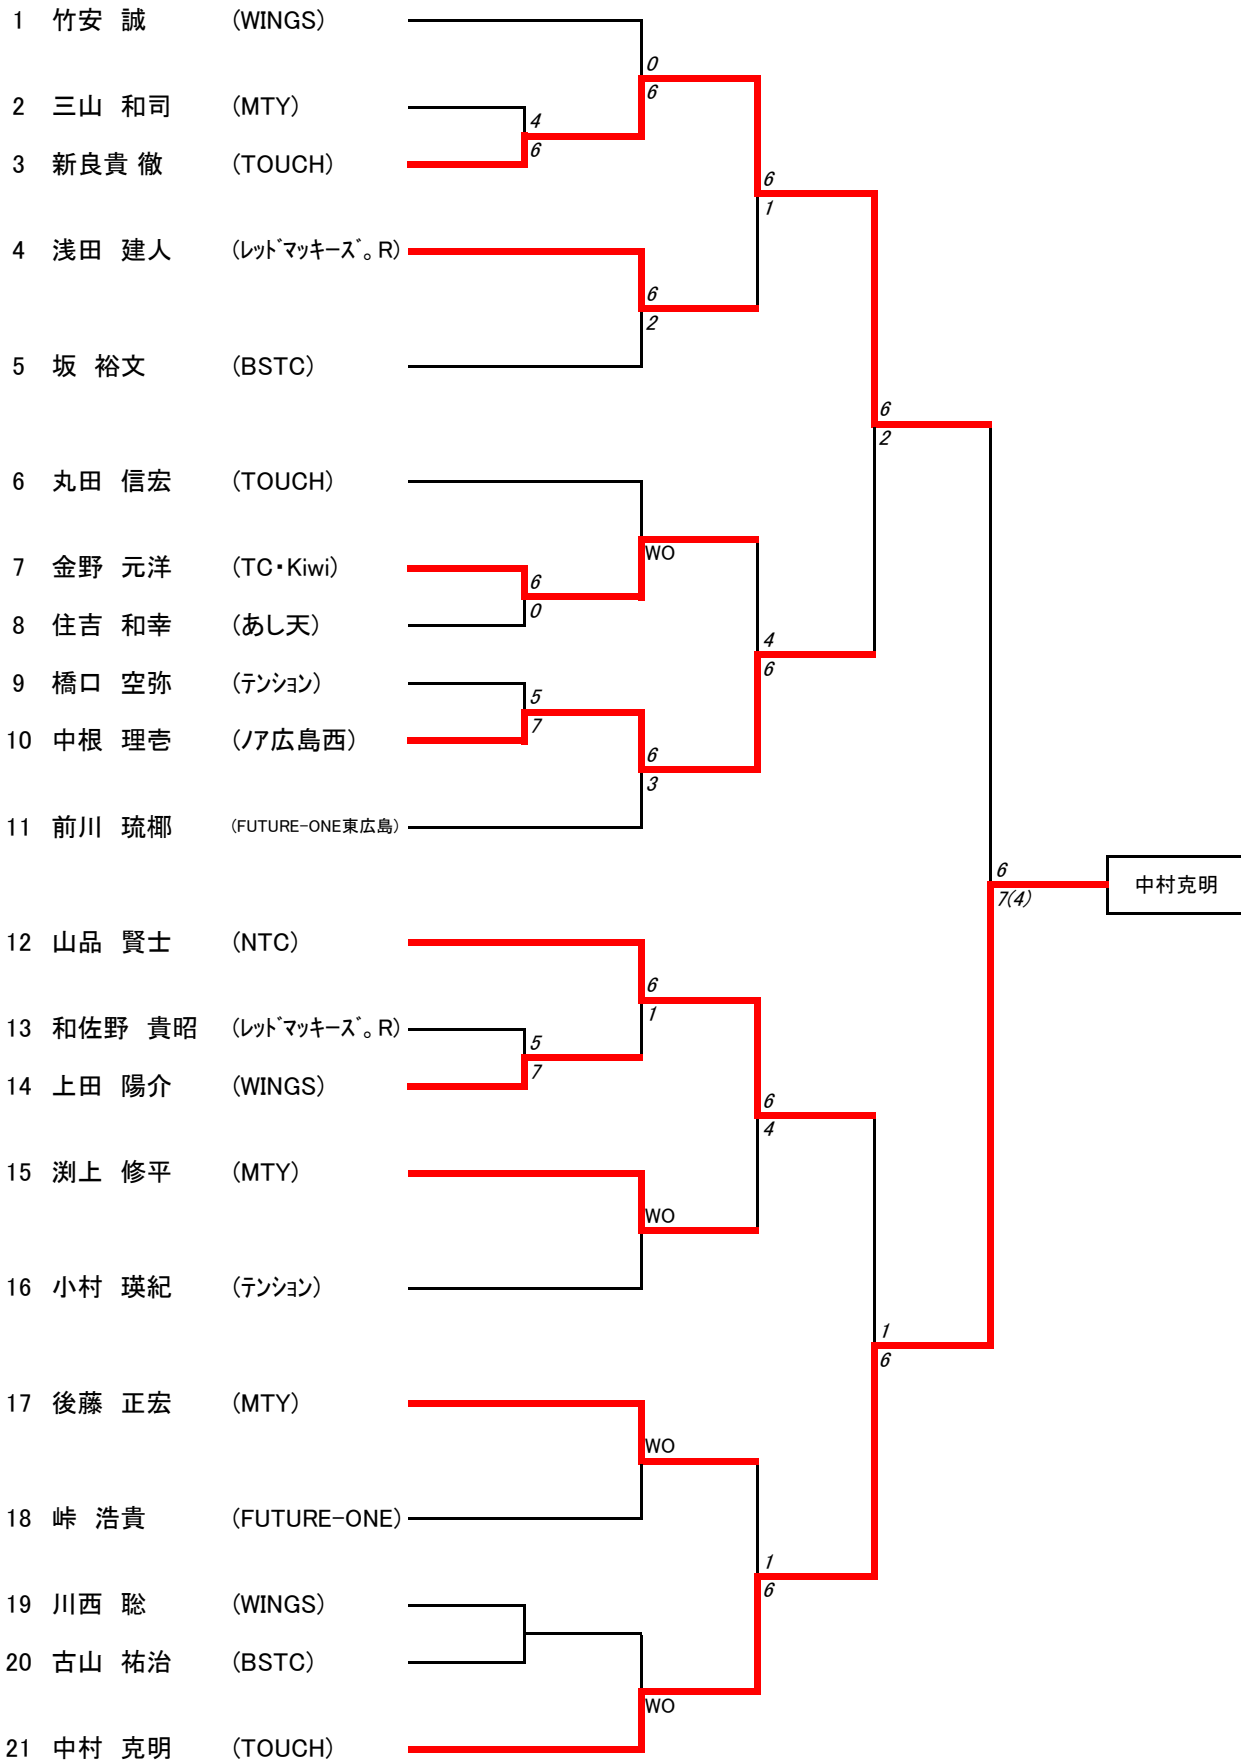 1 竹安 誠 (WINGS)
0
6
2 三山 和司 (MTY)
4
6
3 新良貴 徹 (TOUCH)
6
1
4 浅田 建人 (ﾚｯﾄﾞﾏｯｷｰｽﾞ。R)
6
2
5 坂 裕文 (BSTC)
6
2
6 丸田 信宏 (TOUCH)
WO
7 金野 元洋 (TC・Kiwi)
6
0
8 住吉 和幸 (あし天)
4
6
9 橋口 空弥 (ﾃﾝｼｮﾝ)
5
7
10 中根 理壱 (ﾉｱ広島西)
6
3
11 前川 琉椰 (FUTURE-ONE東広島)
6
7(4)
中村克明
12 山品 賢士 (NTC)
6
1
13 和佐野 貴昭 (ﾚｯﾄﾞﾏｯｷｰｽﾞ。R)
5
7
14 上田 陽介 (WINGS)
6
4
15 渕上 修平 (MTY)
WO
16 小村 瑛紀 (ﾃﾝｼｮﾝ)
1
6
17 後藤 正宏 (MTY)
WO
18 峠 浩貴 (FUTURE-ONE)
1
6
19 川西 聡 (WINGS)
20 古山 祐治 (BSTC)
WO
21 中村 克明 (TOUCH)